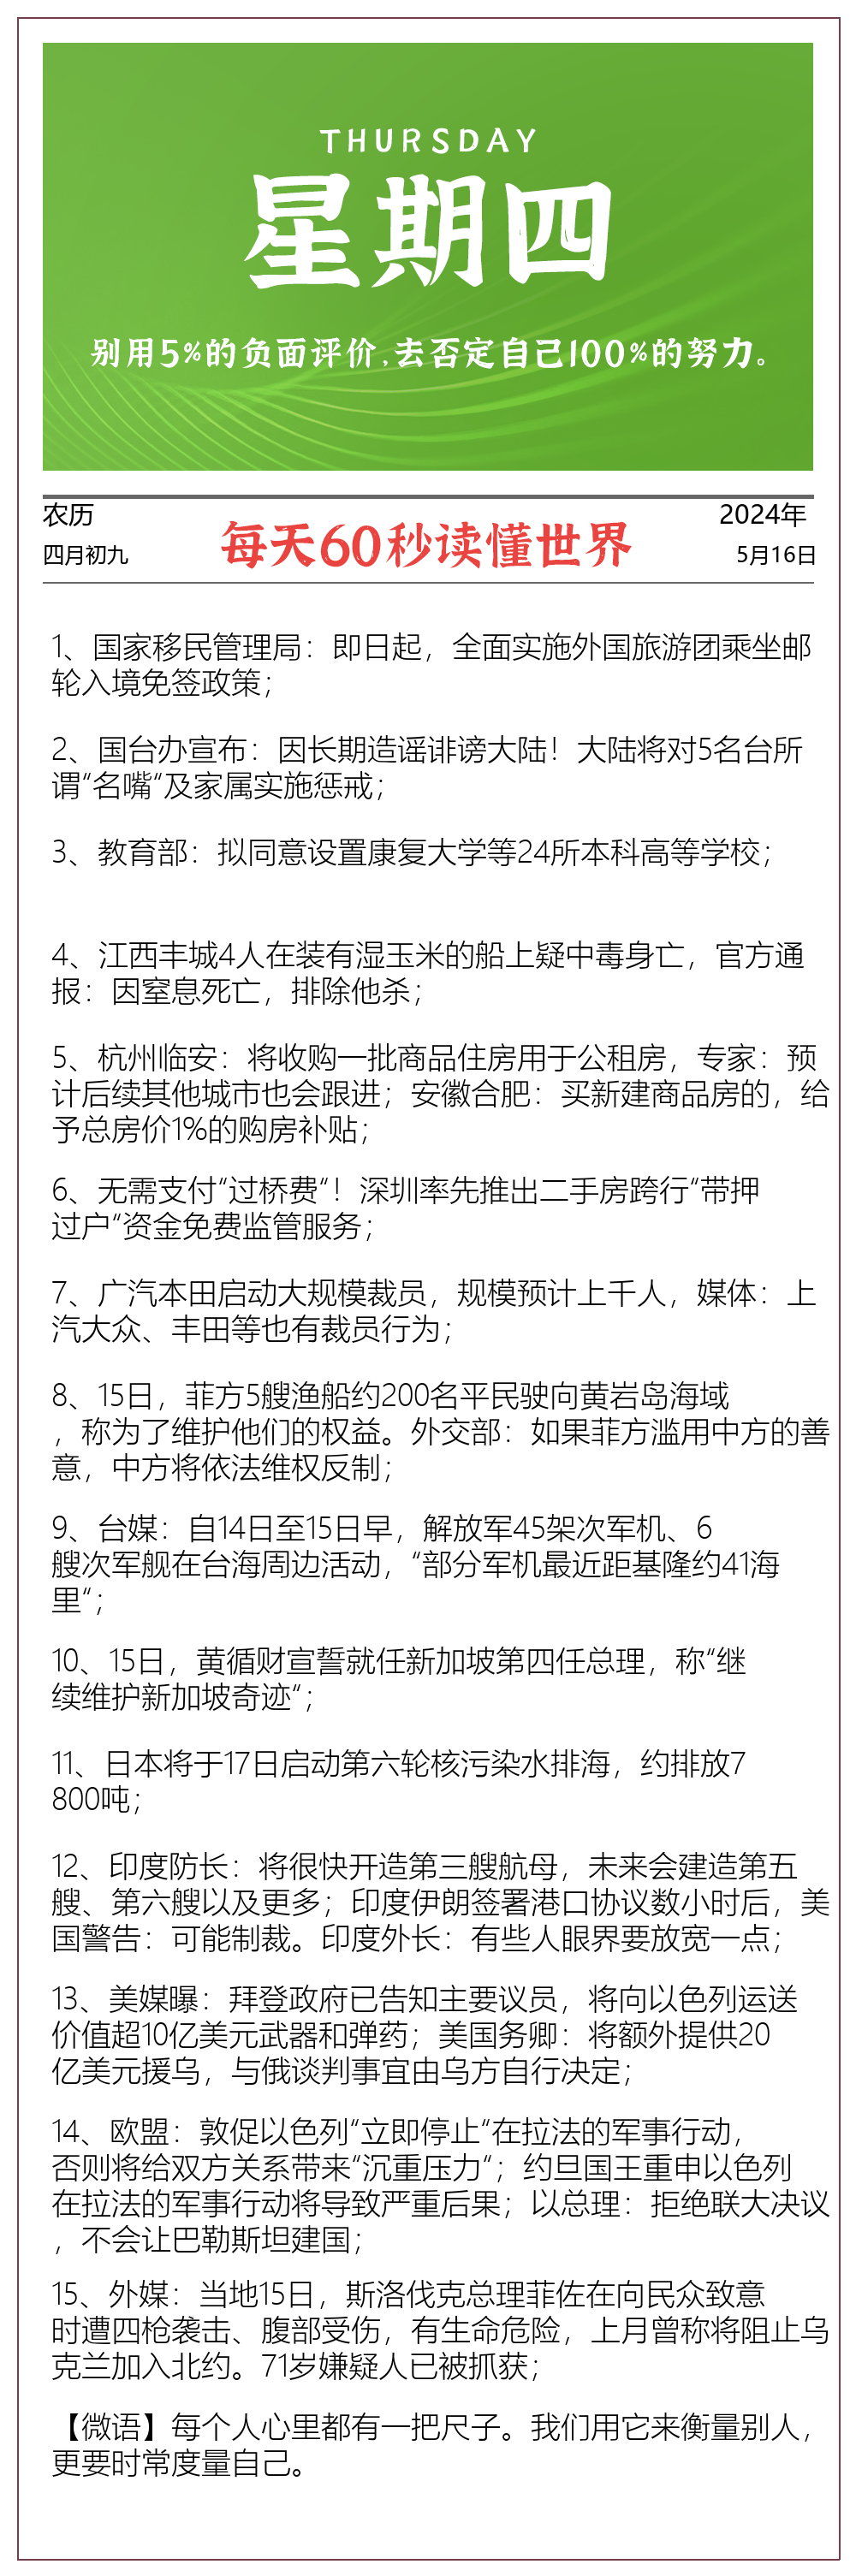 THURSDAY
星期四
别用5%的负面评价,去否定自己100%的努力。
农历
四月初九
每天60秒读懂世界
2024年
5月16日
1、国家移民管理局：即日起，全面实施外国旅游团乘坐邮
轮入境免签政策；
2、国台办宣布：因长期造谣诽谤大陆！大陆将对5名台所
谓“名嘴“及家属实施惩戒；
3、教育部：拟同意设置康复大学等24所本科高等学校；
4、江西丰城4人在装有湿玉米的船上疑中毒身亡，官方通
报：因窒息死亡，排除他杀；
5、杭州临安：将收购一批商品住房用于公租房，专家：预
计后续其他城市也会跟进；安徽合肥：买新建商品房的，给
予总房价1%的购房补贴；
6、无需支付“过桥费“！深圳率先推出二手房跨行“带押
过户“资金免费监管服务；
7、广汽本田启动大规模裁员，规模预计上千人，媒体：上
汽大众、丰田等也有裁员行为；
8、15日，菲方5艘渔船约200名平民驶向黄岩岛海域
，称为了维护他们的权益。外交部：如果菲方滥用中方的善
意，中方将依法维权反制；
9、台媒：自14日至15日早，解放军45架次军机、6
艘次军舰在台海周边活动，“部分军机最近距基隆约41海
里“；
10、15日，黄循财宣誓就任新加坡第四任总理，称“继
续维护新加坡奇迹“；
11、日本将于17日启动第六轮核污染水排海，约排放7
800吨；
12、印度防长：将很快开造第三艘航母，未来会建造第五
艘、第六艘以及更多；印度伊朗签署港口协议数小时后，美
国警告：可能制裁。印度外长：有些人眼界要放宽一点；
13、美媒曝：拜登政府已告知主要议员，将向以色列运送
价值超10亿美元武器和弹药；美国务卿：将额外提供20
亿美元援乌，与俄谈判事宜由乌方自行决定；
14、欧盟：敦促以色列“立即停止“在拉法的军事行动，
否则将给双方关系带来“沉重压力“；约旦国王重申以色列
在拉法的军事行动将导致严重后果；以总理：拒绝联大决议
，不会让巴勒斯坦建国；
15、外媒：当地15日，斯洛伐克总理菲佐在向民众致意
时遭四枪袭击、腹部受伤，有生命危险，上月曾称将阻止乌
克兰加入北约。71岁嫌疑人已被抓获；
【微语】每个人心里都有一把尺子。我们用它来衡量别人，
更要时常度量自己。